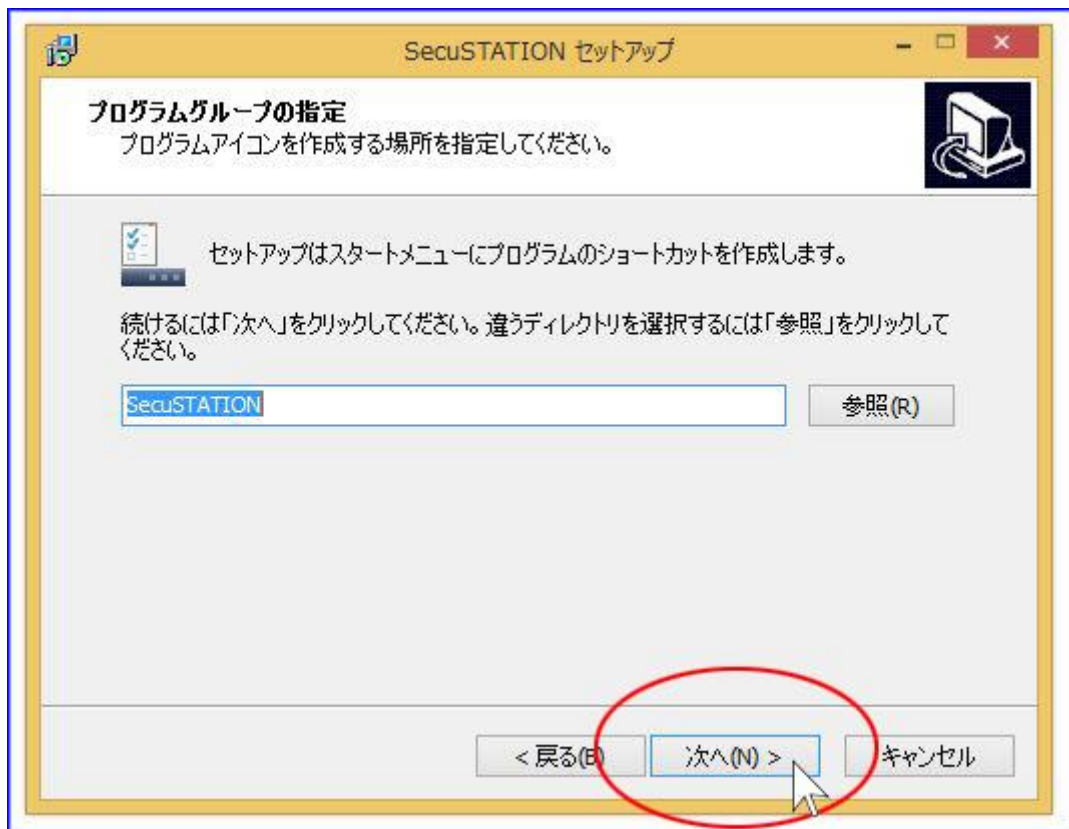 SecuSTATION セットアップ
プログラムグループの指定
プログラムアイコンを作成する場所を指定してください。
セットアップはスタートメニューにプログラムのショートカットを作成します。
続けるには「次へ」をクリックしてください。違うディレクトリを選択するには「参照」をクリックして
ください。
SecuSTATION
参照(R)
< 戻る(B)
次へ(N) >
キャンセル